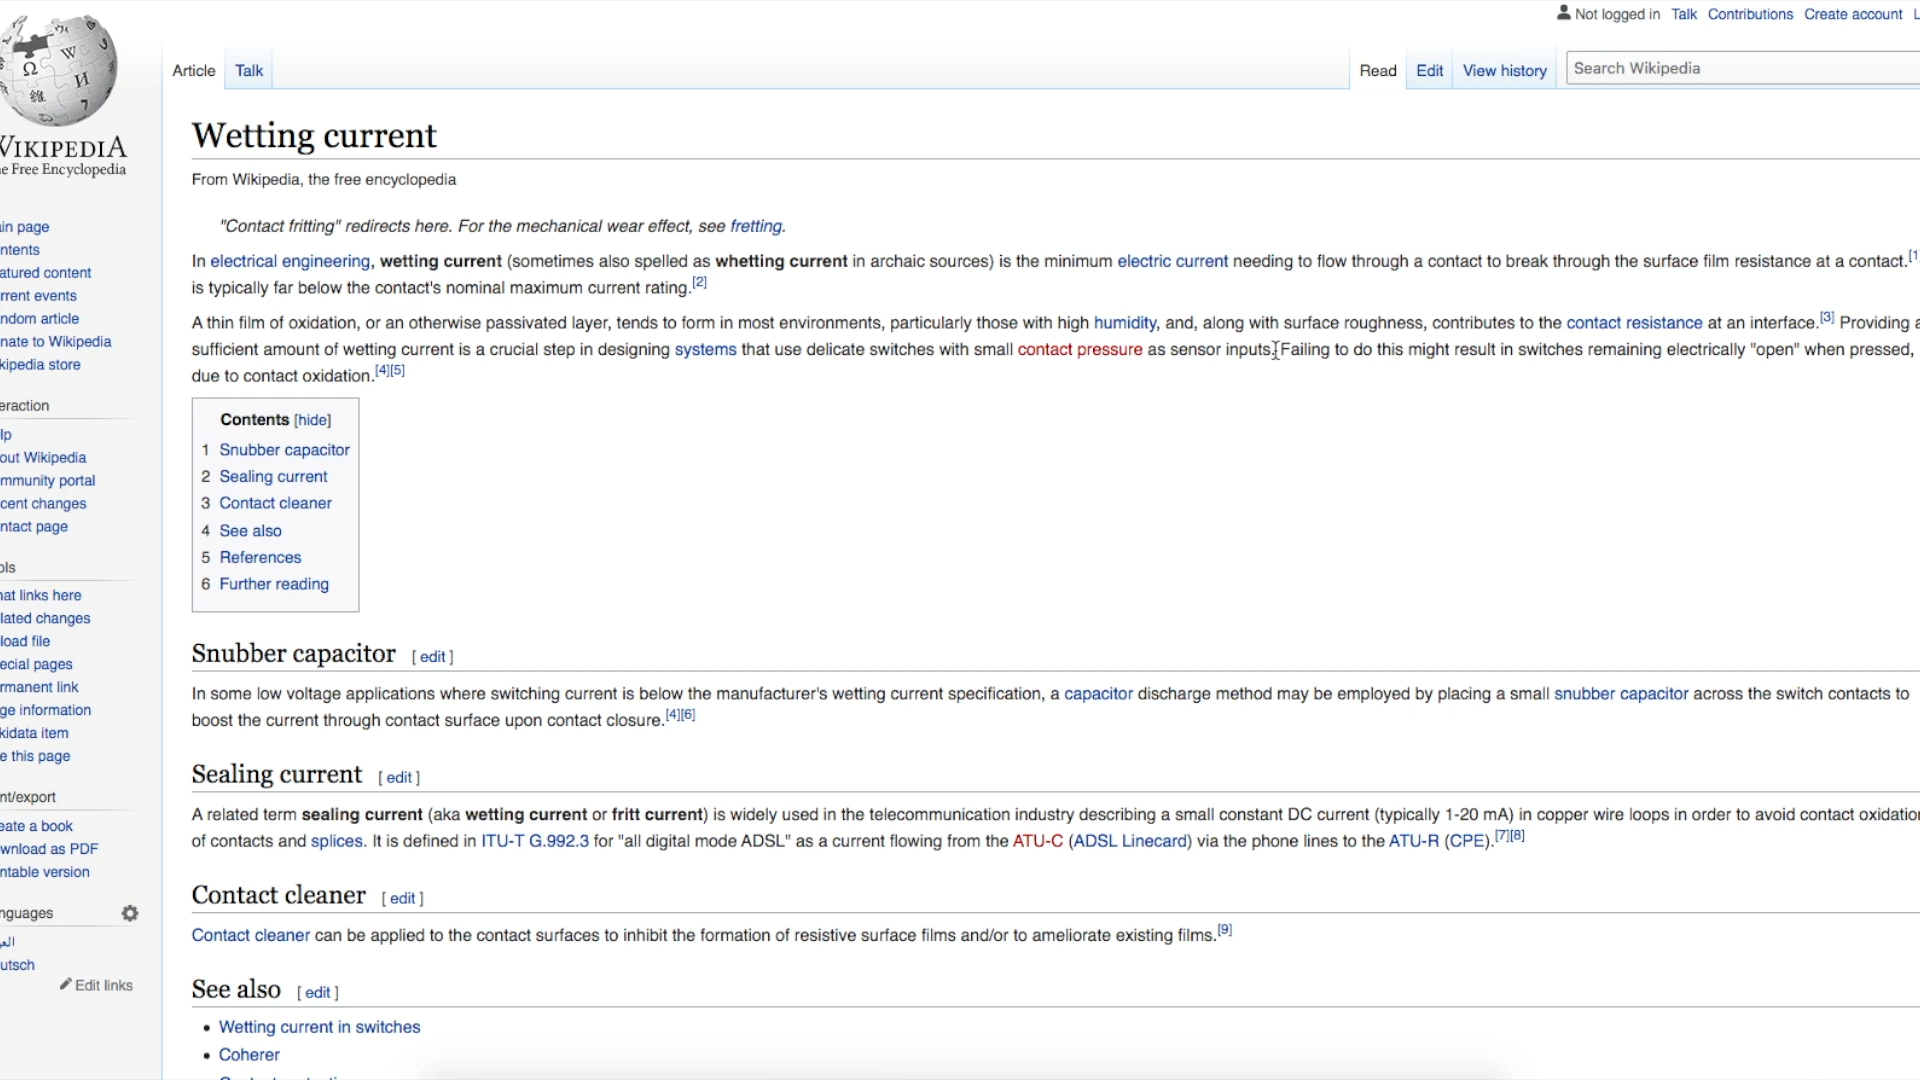 Not logged in Talk Contributions Create account
Article Talk Read Edit View history Search Wikipedia
WIKIPEDIA
The Free Encyclopedia
Wetting current
From Wikipedia, the free encyclopedia
"Contact fritting" redirects here. For the mechanical wear effect, see fretting.
In electrical engineering, wetting current (sometimes also spelled as whetting current in archaic sources) is the minimum electric current needing to flow through a contact to break through the surface film resistance at a contact.[1
is typically far below the contact's nominal maximum current rating.[2]
A thin film of oxidation, or an otherwise passivated layer, tends to form in most environments, particularly those with high humidity, and, along with surface roughness, contributes to the contact resistance at an interface.[3] Providing a
sufficient amount of wetting current is a crucial step in designing systems that use delicate switches with small contact pressure as sensor inputs. Failing to do this might result in switches remaining electrically "open" when pressed,
due to contact oxidation.[4][5]
Contents [hide]
1 Snubber capacitor
2 Sealing current
3 Contact cleaner
4 See also
5 References
6 Further reading
Snubber capacitor [ edit ]
In some low voltage applications where switching current is below the manufacturer's wetting current specification, a capacitor discharge method may be employed by placing a small snubber capacitor across the switch contacts to
boost the current through contact surface upon contact closure.[4][6]
Sealing current [ edit ]
A related term sealing current (aka wetting current or fritt current) is widely used in the telecommunication industry describing a small constant DC current (typically 1-20 mA) in copper wire loops in order to avoid contact oxidation
of contacts and splices. It is defined in ITU-T G.992.3 for "all digital mode ADSL" as a current flowing from the ATU-C (ADSL Linecard) via the phone lines to the ATU-R (CPE).[7][8]
Contact cleaner [ edit ]
Contact cleaner can be applied to the contact surfaces to inhibit the formation of resistive surface films and/or to ameliorate existing films.[9]
See also [ edit ]
• Wetting current in switches
• Coherer
in page
ntents
atured content
rrent events
ndom article
nate to Wikipedia
kipedia store
eraction
lp
out Wikipedia
mmunity portal
cent changes
ntact page
ols
hat links here
lated changes
load file
ecial pages
rmanent link
ge information
kidata item
e this page
nt/export
eate a book
wnload as PDF
ntable version
nguages
utsch
Edit links